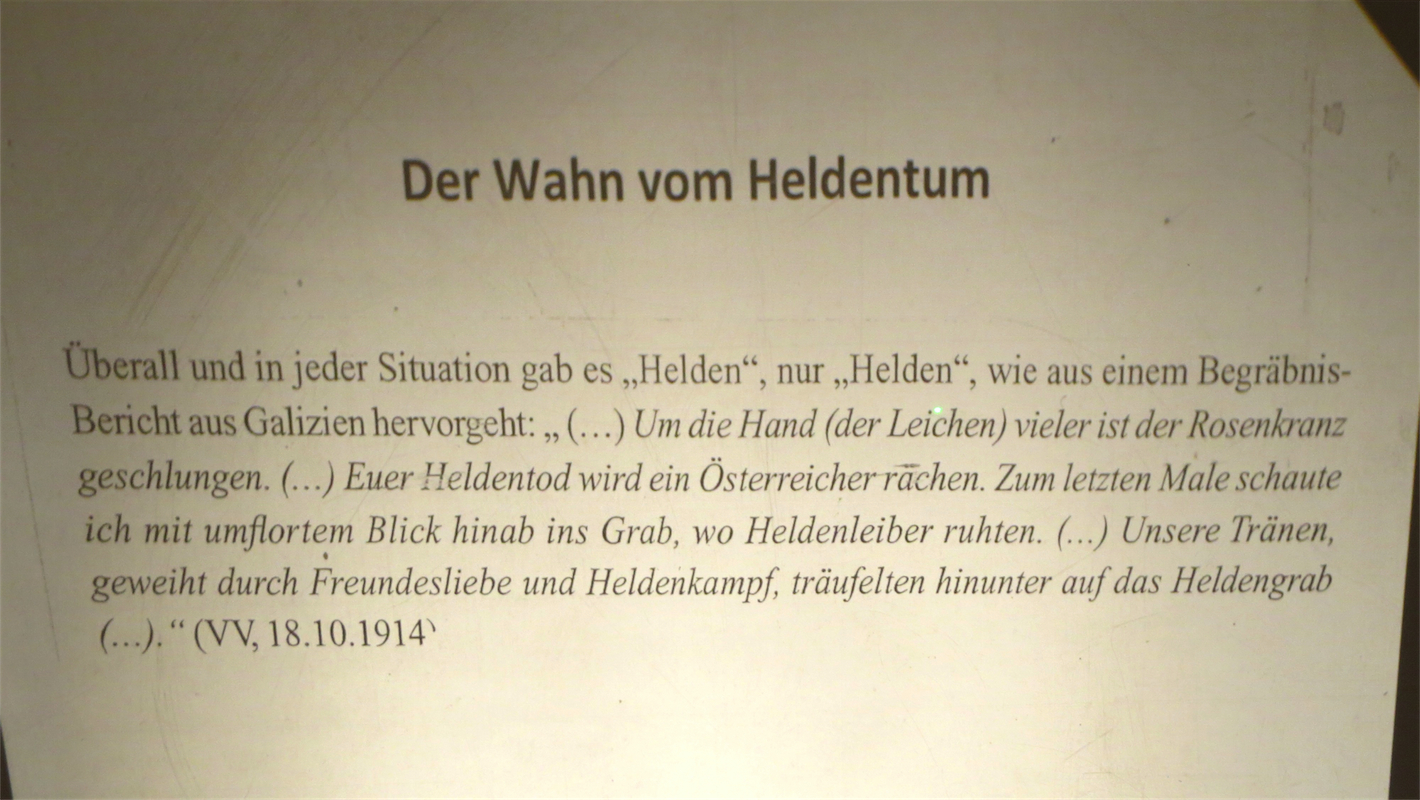 Der Wahn vom Heldentum
Überall und in jeder Situation gab es „Helden“, nur „Helden“, wie aus einem Begräbnis-
Bericht aus Galizien hervorgeht: „ (…) Um die Hand (der Leichen) vieler ist der Rosenkranz
geschlungen. (…) Euer Heldentod wird ein Österreicher rächen. Zum letzten Male schaute
ich mit umflortem Blick hinab ins Grab, wo Heldenleiber ruhten. (…) Unsere Tränen,
geweiht durch Freundesliebe und Heldenkampf, träufelten hinunter auf das Heldengrab
(…). “ (VV, 18.10.1914)